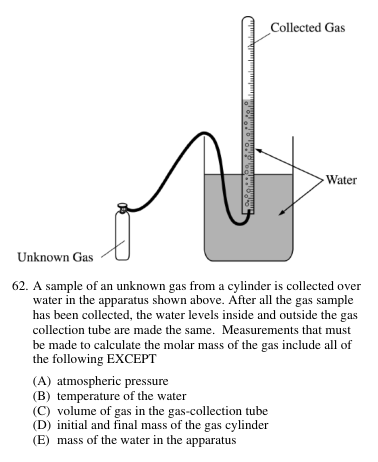 Collected Gas
Water
Unknown Gas
62. A sample of an unknown gas from a cylinder is collected over
water in the apparatus shown above. After all the gas sample
has been collected, the water levels inside and outside the gas
collection tube are made the same. Measurements that must
be made to calculate the molar mass of the gas include all of
the following EXCEPT
(A) atmospheric pressure
(B) temperature of the water
(C) volume of gas in the gas-collection tube
(D) initial and final mass of the gas cylinder
(E) mass of the water in the apparatus